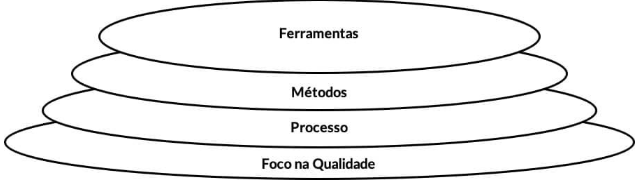 Ferramentas
Métodos
Processo
Foco na Qualidade